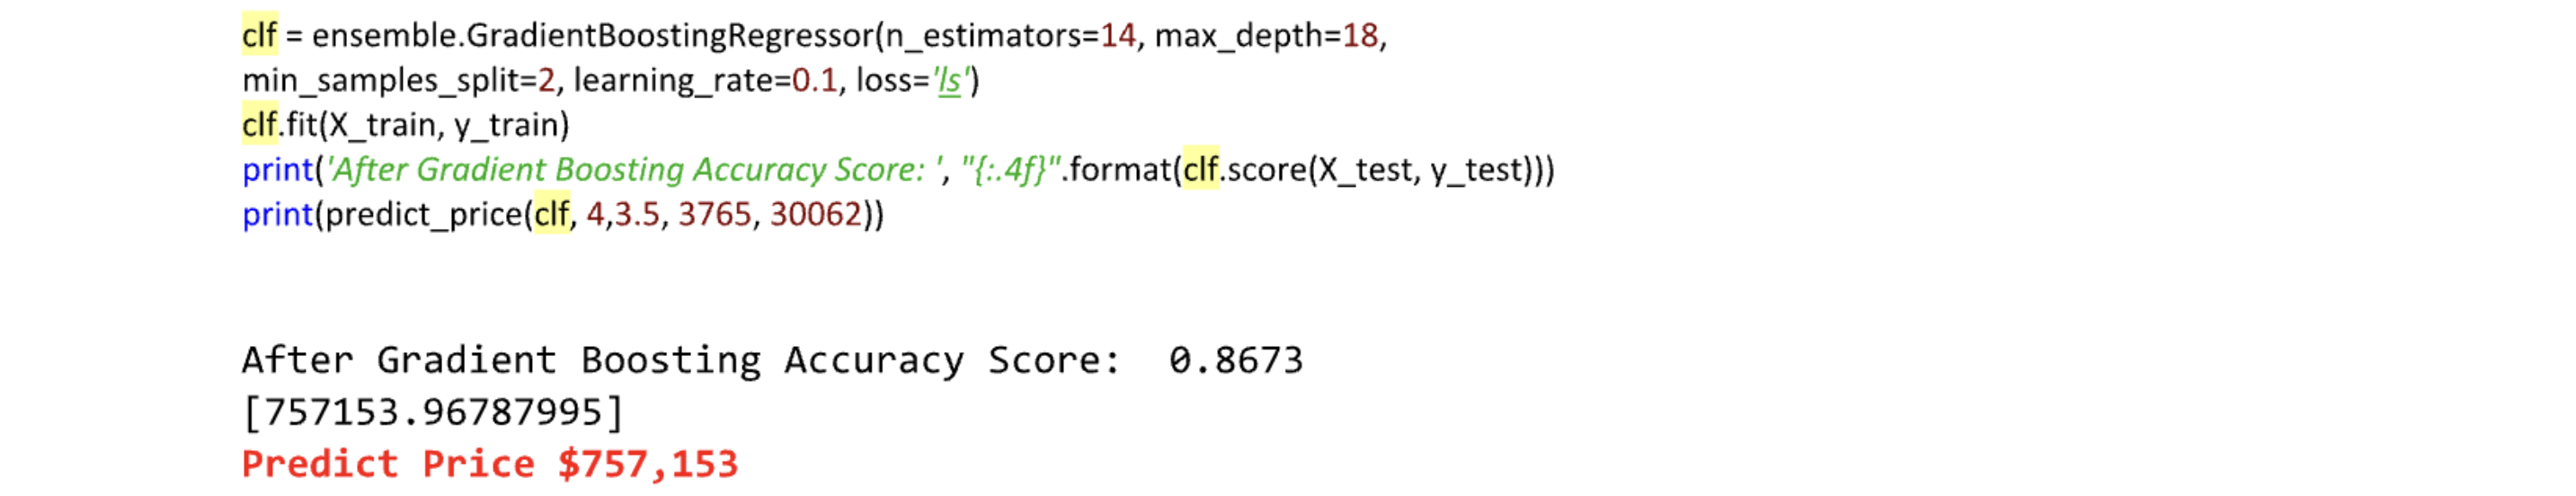 clf = ensemble.GradientBoostingRegressor(n_estimators=14, max_depth=18,
min_samples_split=2, learning_rate=0.1, loss='ls')
clf.fit(X_train, y_train)
print('After Gradient Boosting Accuracy Score: ', "{:.4f}".format(clf.score(X_test, y_test)))
print(predict_price(clf, 4,3.5, 3765, 30062))
After Gradient Boosting Accuracy Score:  0.8673
[757153.96787995]
Predict Price $757,153